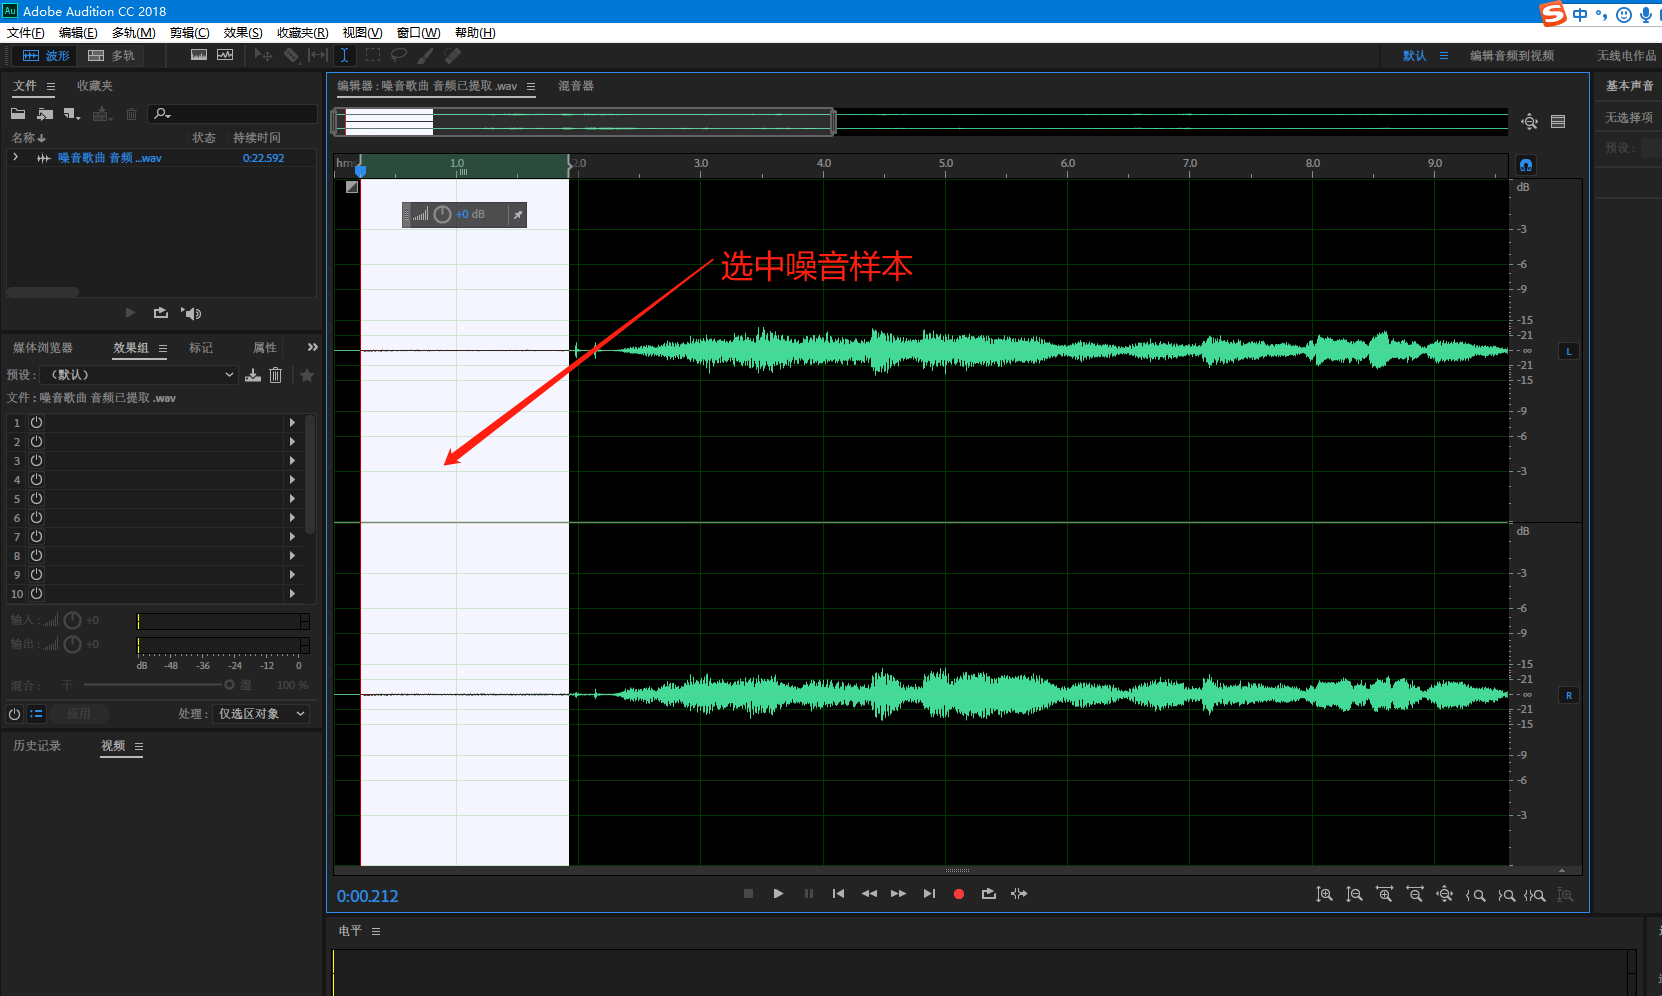 Au Adobe Audition CC 2018
中
文件(F) 编辑(E) 多轨(M) 剪辑(C) 效果(S) 收藏夹(R) 视图(V) 窗口(W) 帮助(H)
波形 多轨
默认 编辑音频到视频 无线电作品
文件 收藏夹
名称 状态 持续时间
噪音歌曲 音频 ...wav 0:22.592
媒体浏览器 效果组 标记 属性
预设: （默认）
文件 : 噪音歌曲 音频已提取 .wav
1
2
3
4
5
6
7
8
9
10
输入: +0
输出: +0
dB -48 -36 -24 -12 0
混合: 干 湿 100 %
应用 处理: 仅选区对象
历史记录 视频
编辑器 : 噪音歌曲 音频已提取 .wav 混音器
hms 1.0 2.0 3.0 4.0 5.0 6.0 7.0 8.0 9.0
+0 dB
选中噪音样本
dB
-3
-6
-9
-15
-21
-∞
-21
-15
-9
-6
-3
L
dB
-3
-6
-9
-15
-21
-∞
-21
-15
-9
-6
-3
R
0:00.212
电平
基本声音
无选择项
预设: